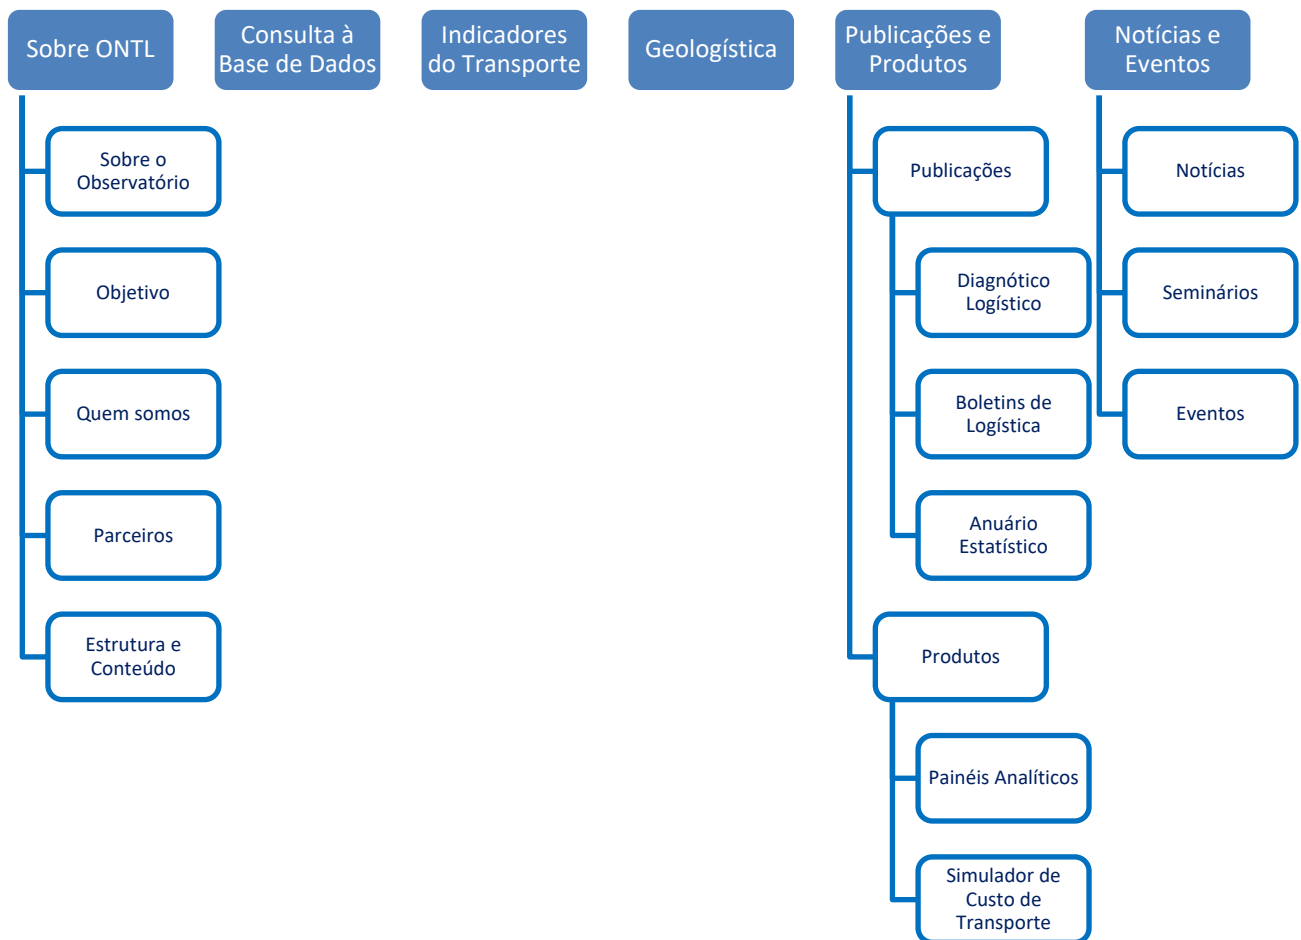 Sobre ONTL
Consulta à
Base de Dados
Indicadores
do Transporte
Geologística
Publicações e
Produtos
Notícias e
Eventos
Sobre o
Observatório
Objetivo
Quem somos
Parceiros
Estrutura e
Conteúdo
Publicações
Diagnótico
Logístico
Boletins de
Logística
Anuário
Estatístico
Produtos
Painéis Analíticos
Simulador de
Custo de
Transporte
Notícias
Seminários
Eventos